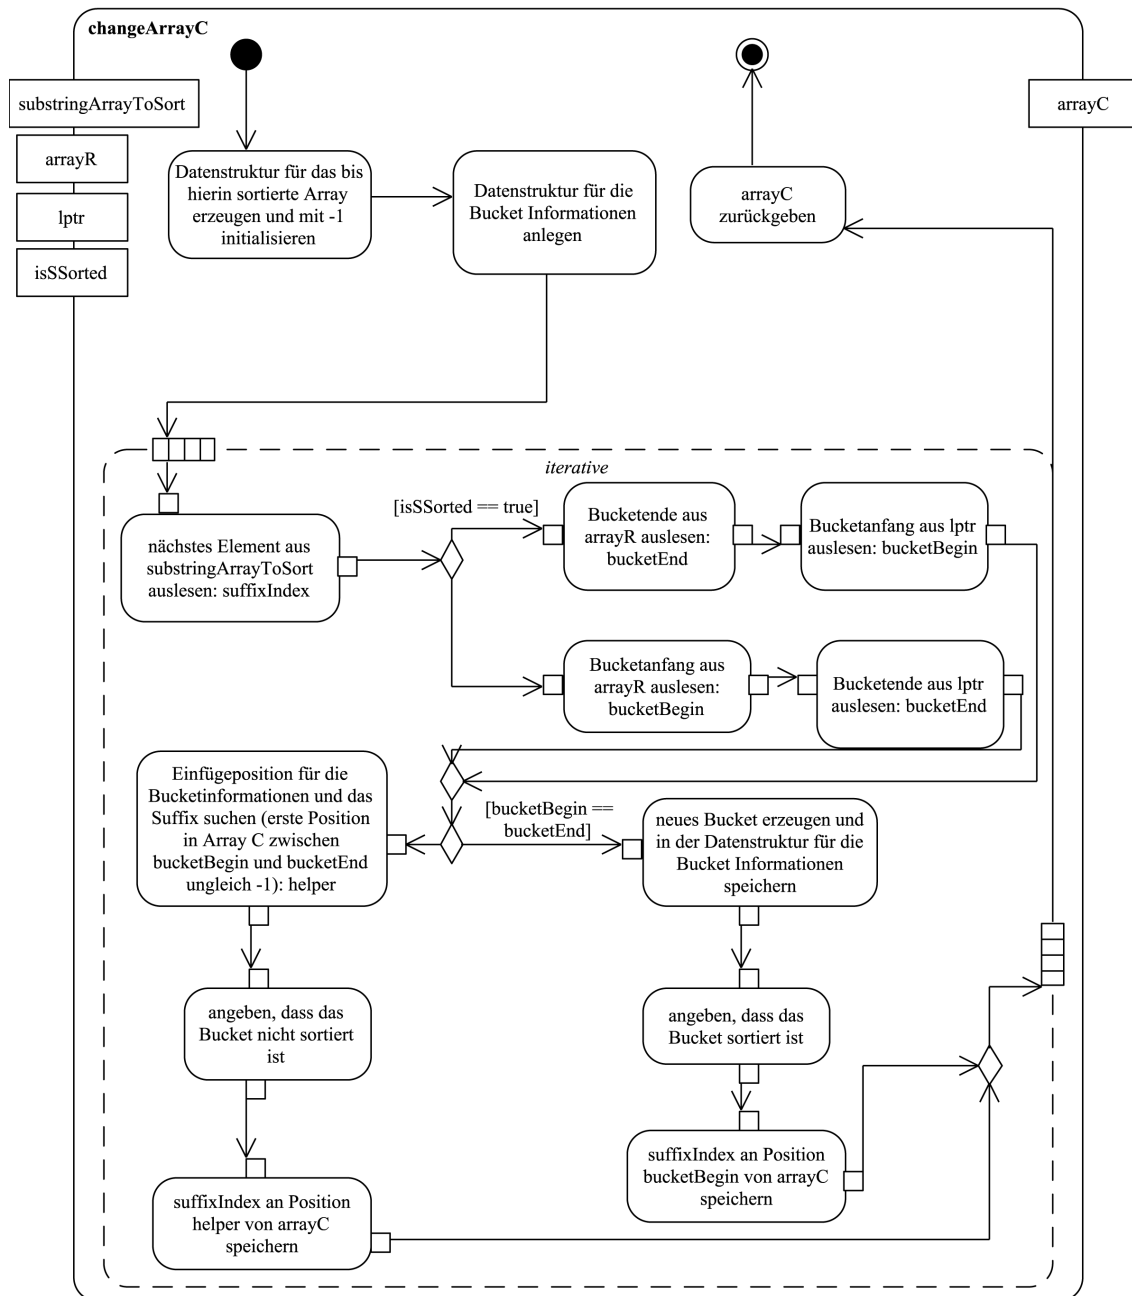 changeArrayC
substringArrayToSort
arrayR
lptr
isSSorted
arrayC
Datenstruktur für das bis
hierin sortierte Array
erzeugen und mit -1
initialisieren
Datenstruktur für die
Bucket Informationen
anlegen
arrayC
zurückgeben
iterative
nächstes Element aus
substringArrayToSort
auslesen: suffixIndex
[isSSorted == true]
Bucketende aus
arrayR auslesen:
bucketEnd
Bucketanfang aus lptr
auslesen: bucketBegin
Bucketanfang aus
arrayR auslesen:
bucketBegin
Bucketende aus lptr
auslesen: bucketEnd
Einfügeposition für die
Bucketinformationen und das
Suffix suchen (erste Position
in Array C zwischen
bucketBegin und bucketEnd
ungleich -1): helper
[bucketBegin ==
bucketEnd]
neues Bucket erzeugen und
in der Datenstruktur für die
Bucket Informationen
speichern
angeben, dass das
Bucket nicht sortiert
ist
angeben, dass das
Bucket sortiert ist
suffixIndex an Position
helper von arrayC
speichern
suffixIndex an Position
bucketBegin von arrayC
speichern